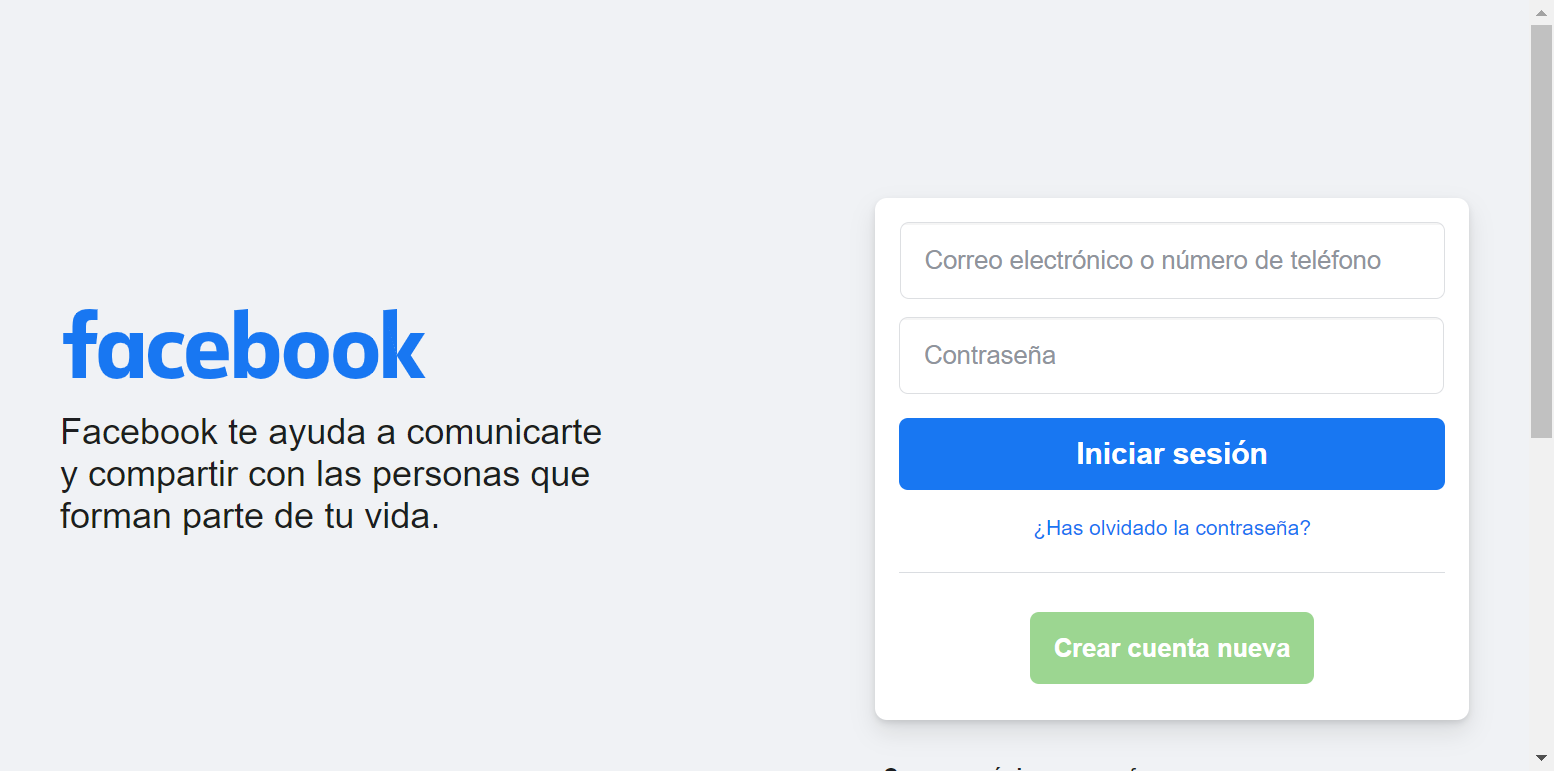 facebook
Facebook te ayuda a comunicarte
y compartir con las personas que
forman parte de tu vida.
Correo electrónico o número de teléfono
Contraseña
Iniciar sesión
¿Has olvidado la contraseña?
Crear cuenta nueva